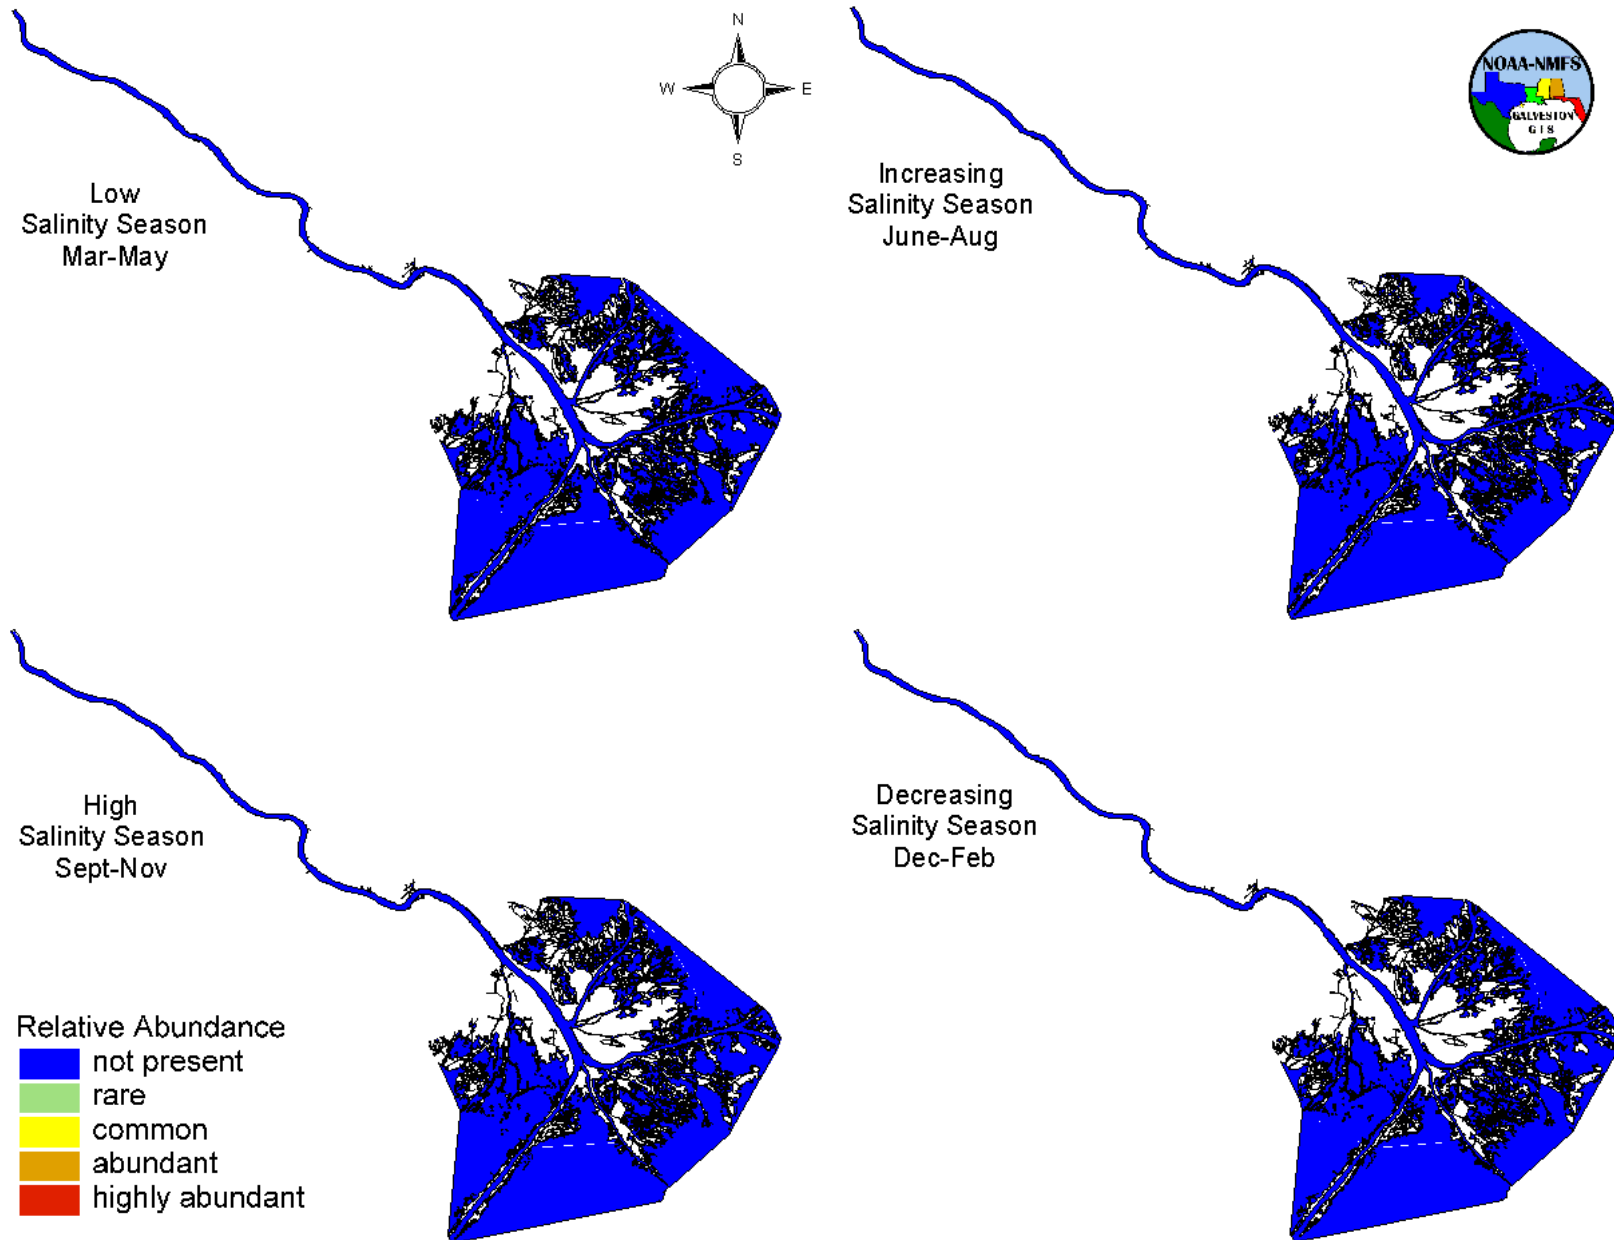 N
W
E
S
NOAA-NMFS
GALVESTON
GIS
Low
Salinity Season
Mar-May
Increasing
Salinity Season
June-Aug
High
Salinity Season
Sept-Nov
Decreasing
Salinity Season
Dec-Feb
Relative Abundance
not present
rare
common
abundant
highly abundant